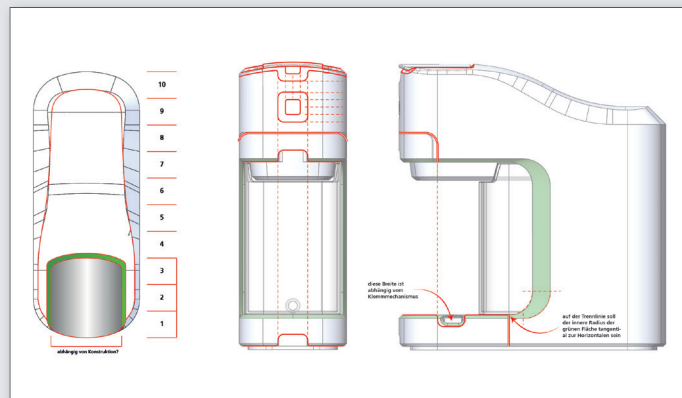 10
9
8
7
6
5
4
3
2
1
abhängig von Konstruktion?
diese Breite ist
abhängig vom
Klemmmechanismus
auf der Trennlinie soll
der innere Radius der
grünen Fläche tangenti-
al zur Horizontalen sein